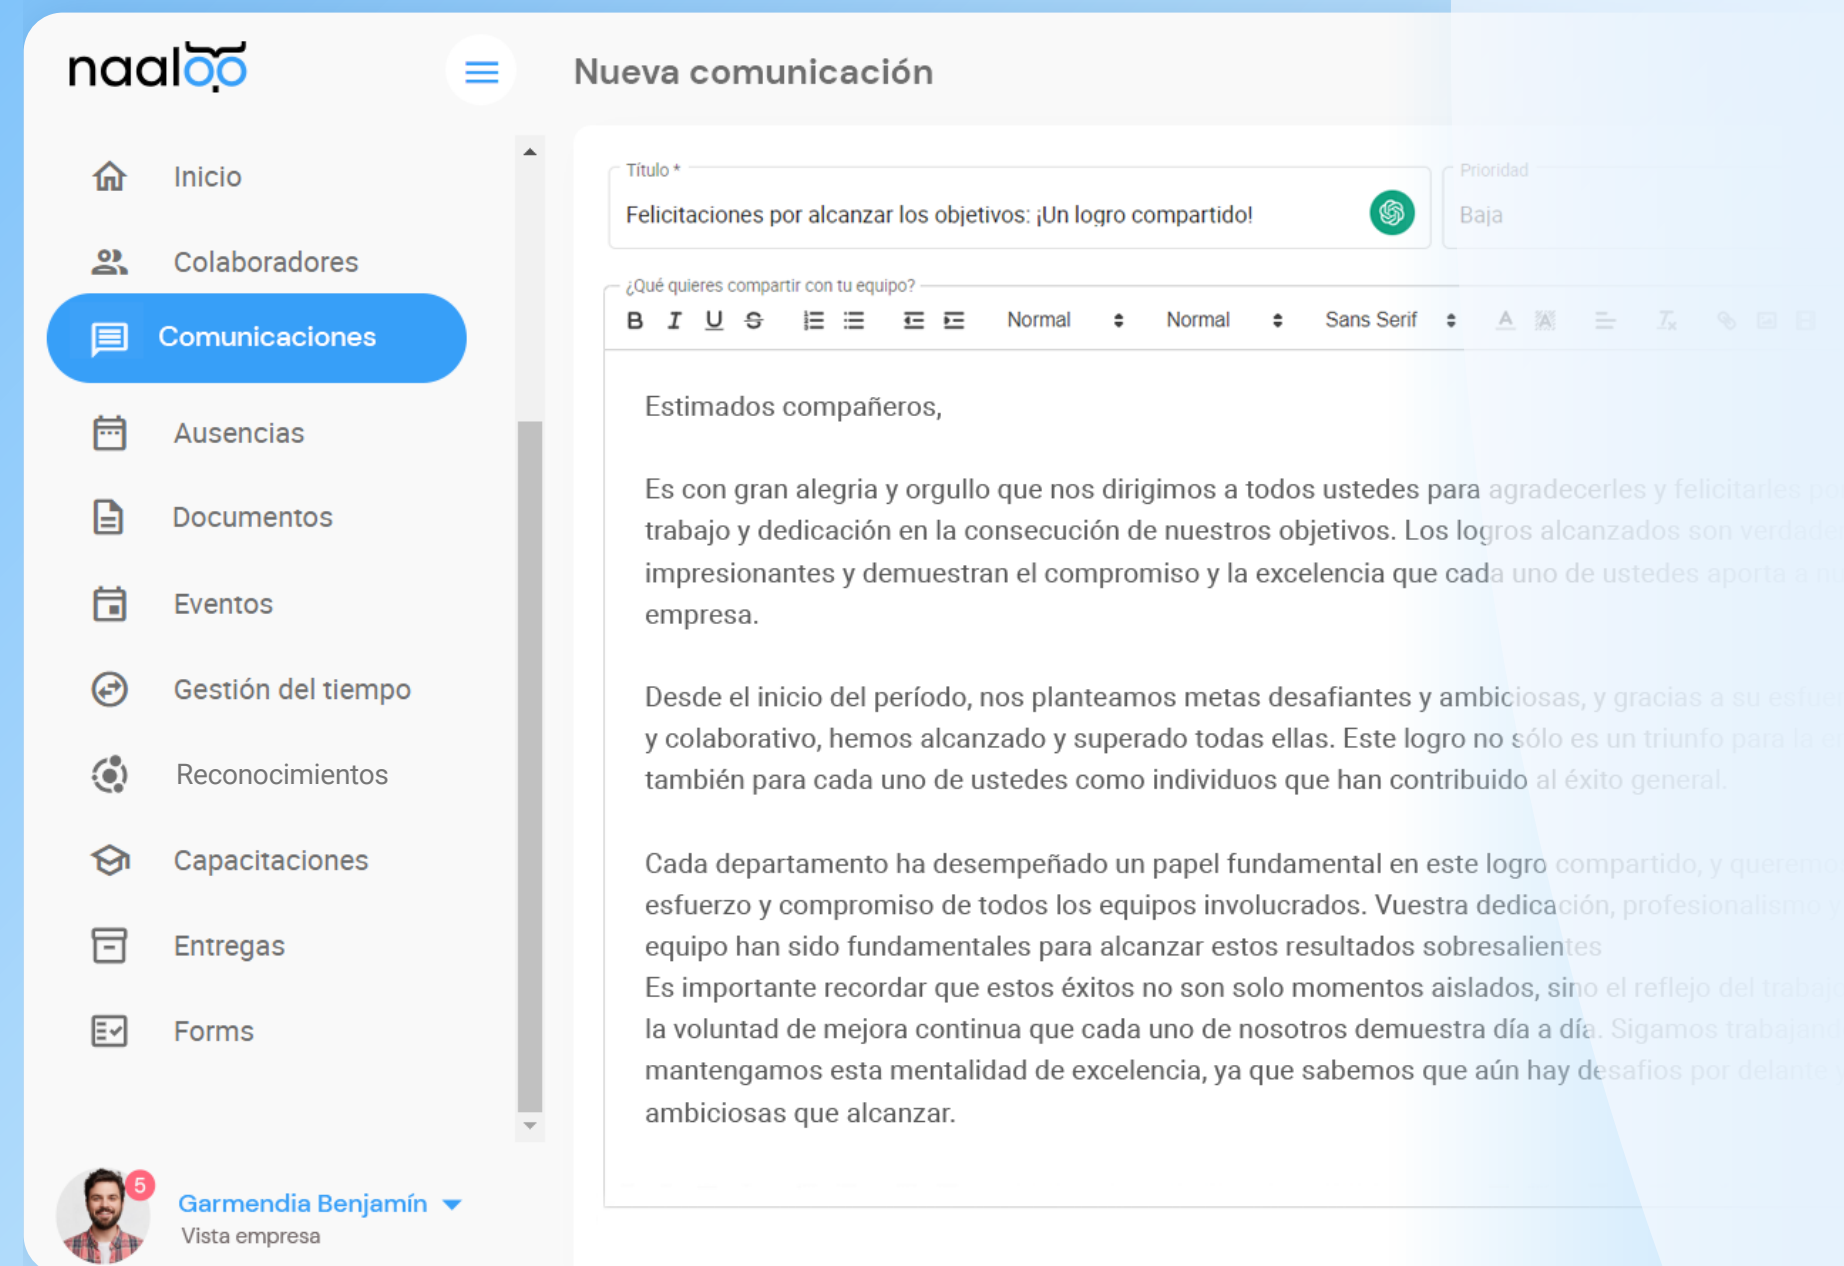 naaloo
Nueva comunicación
Inicio
Colaboradores
Comunicaciones
Ausencias
Documentos
Eventos
Gestión del tiempo
Reconocimientos
Capacitaciones
Entregas
Forms
5
Garmendia Benjamín
Vista empresa
Título *
Felicitaciones por alcanzar los objetivos: ¡Un logro compartido!
Prioridad
Baja
¿Qué quieres compartir con tu equipo?
B I U S Normal Normal Sans Serif A A Tx
Estimados compañeros,
Es con gran alegria y orgullo que nos dirigimos a todos ustedes para agradecerles y felicitarles
trabajo y dedicación en la consecución de nuestros objetivos. Los logros alcanzados son
impresionantes y demuestran el compromiso y la excelencia que cada uno de ustedes aporta a
empresa.
Desde el inicio del período, nos planteamos metas desafiantes y ambiciosas, y gracias a su
y colaborativo, hemos alcanzado y superado todas ellas. Este logro no sólo es un triunfo para la
también para cada uno de ustedes como individuos que han contribuido al éxito general.
Cada departamento ha desempeñado un papel fundamental en este logro compartido, y
esfuerzo y compromiso de todos los equipos involucrados. Vuestra dedicación, profesionalismo y
equipo han sido fundamentales para alcanzar estos resultados sobresalientes
Es importante recordar que estos éxitos no son solo momentos aislados, sino el reflejo del
la voluntad de mejora continua que cada uno de nosotros demuestra día a día. Sigamos
mantengamos esta mentalidad de excelencia, ya que sabemos que aún hay desafios por delante
ambiciosas que alcanzar.